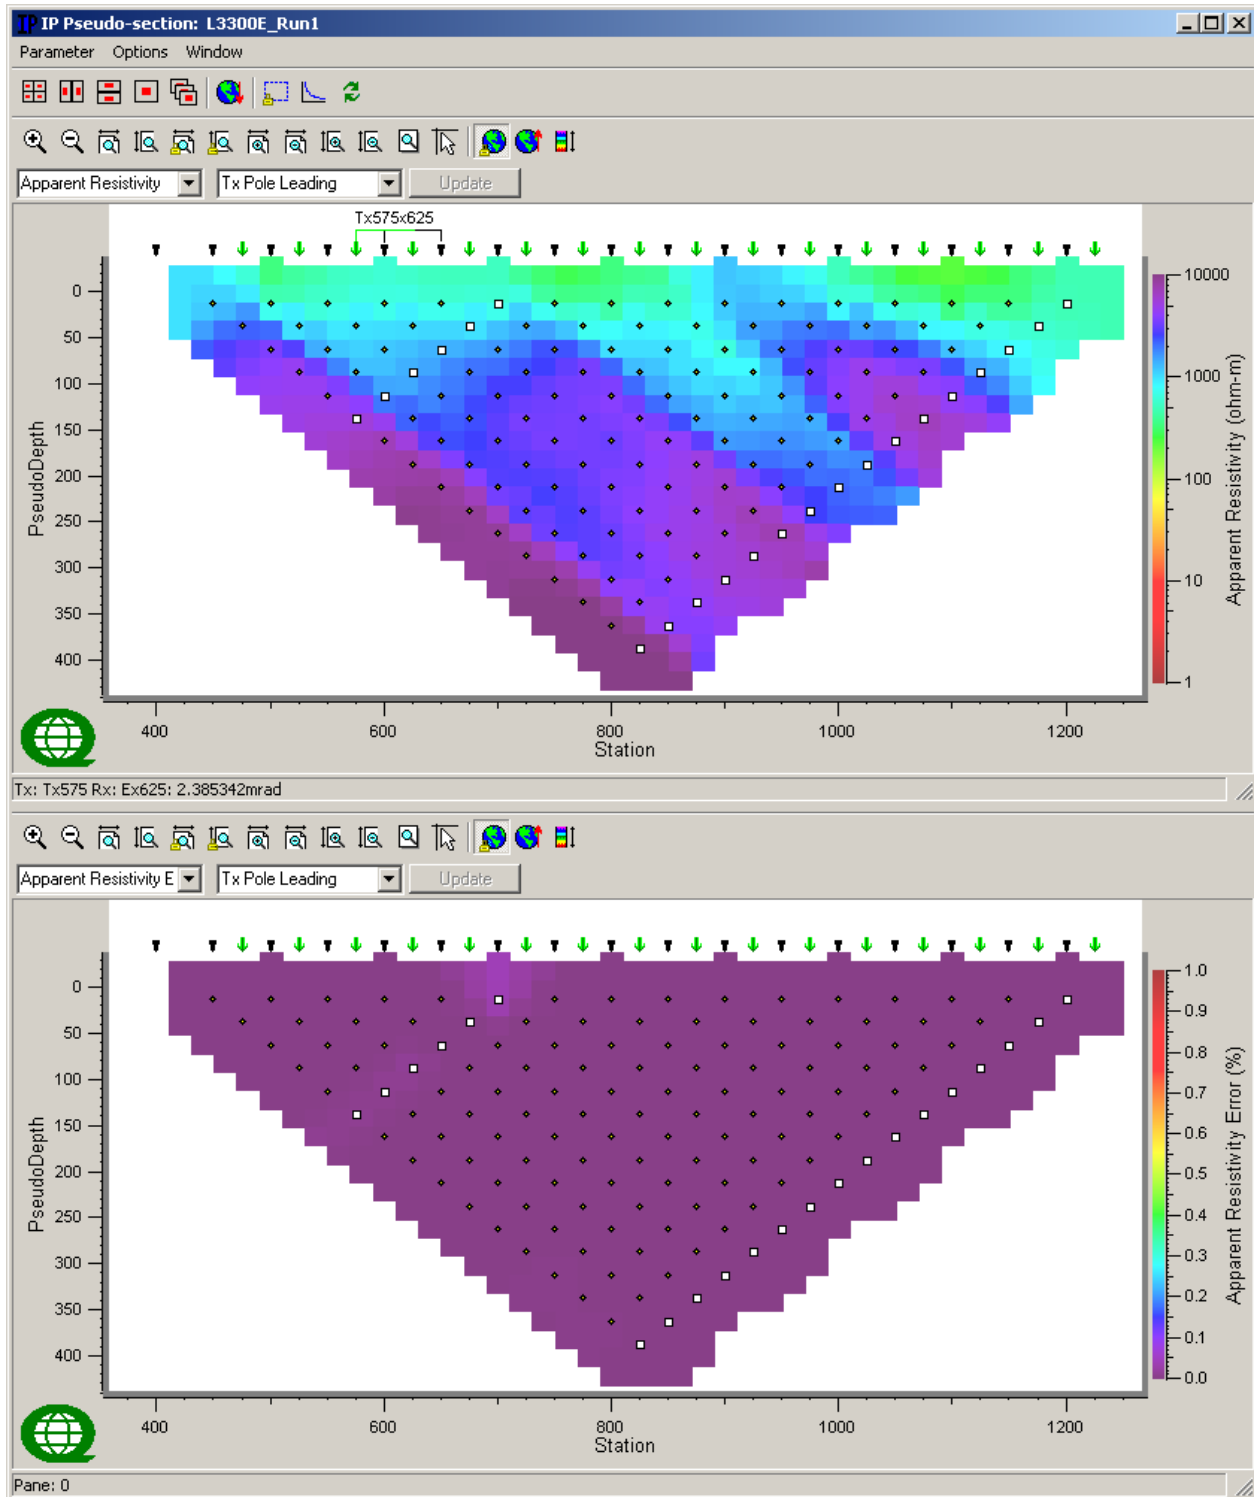 IP IP Pseudo-section: L3300E_Run1
Parameter Options Window
Apparent Resistivity Tx Pole Leading Update
Tx575x625
0
50
100
150
200
250
300
350
400
PseudoDepth
10000
1000
100
10
1
Apparent Resistivity (ohm-m)
400 600 800 1000 1200
Station
Tx: Tx575 Rx: Ex625: 2.385342mrad
Apparent Resistivity E Tx Pole Leading Update
0
50
100
150
200
250
300
350
400
PseudoDepth
1.0
0.9
0.8
0.7
0.6
0.5
0.4
0.3
0.2
0.1
0.0
Apparent Resistivity Error (%)
400 600 800 1000 1200
Station
Pane: 0